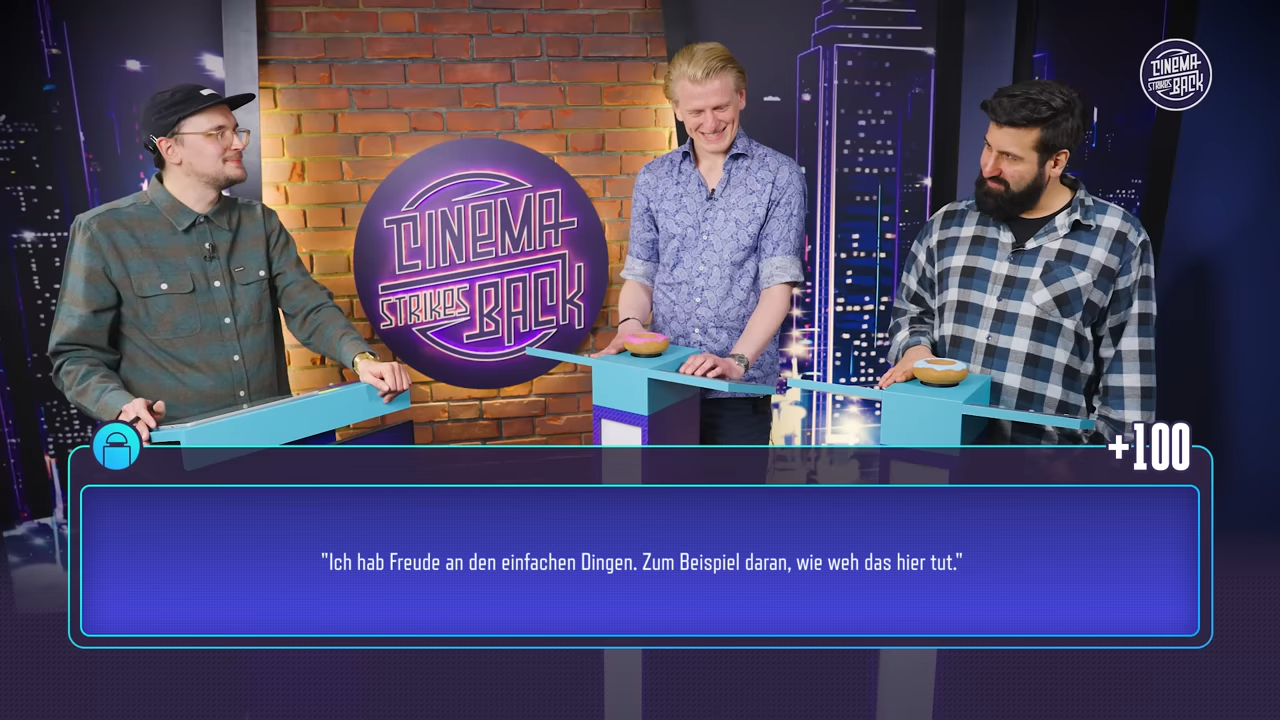 CINEMA
STRIKES BACK
CINEMA
STRIKES BACK
+100
"Ich hab Freude an den einfachen Dingen. Zum Beispiel daran, wie weh das hier tut."